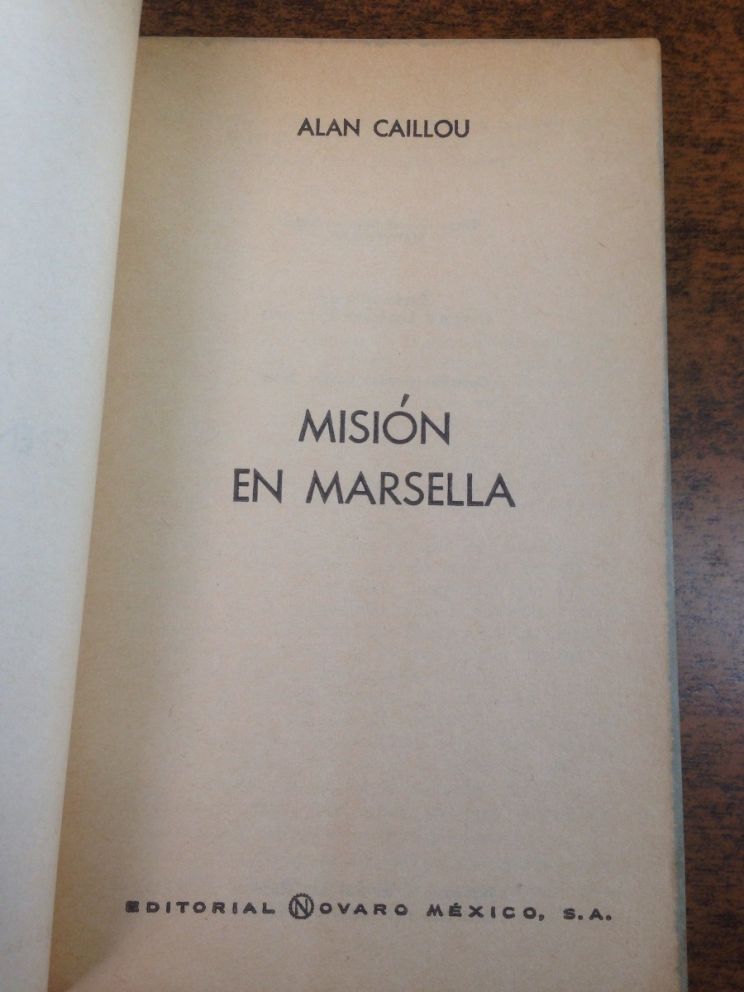 ALAN CAILLOU
MISIÓN
EN MARSELLA
EDITORIAL NOVARO MÉXICO, S.A.